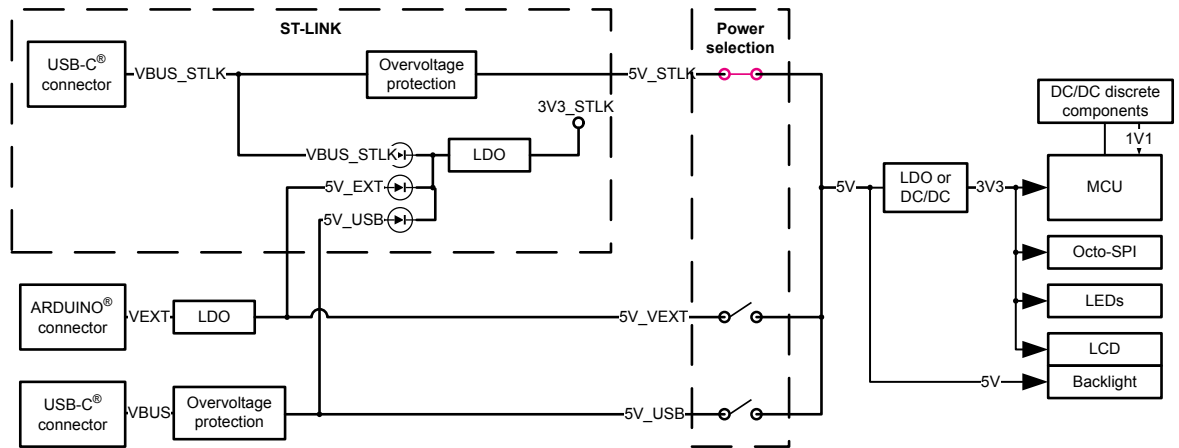 ST-LINK
Power
selection
USB-C®
connector
VBUS_STLK
Overvoltage
protection
5V_STLK
3V3_STLK
VBUS_STLK
LDO
5V_EXT
5V_USB
DC/DC discrete
components
1V1
5V
LDO or
DC/DC
3V3
MCU
Octo-SPI
LEDs
LCD
5V
Backlight
ARDUINO®
connector
VEXT
LDO
5V_VEXT
USB-C®
connector
VBUS
Overvoltage
protection
5V_USB